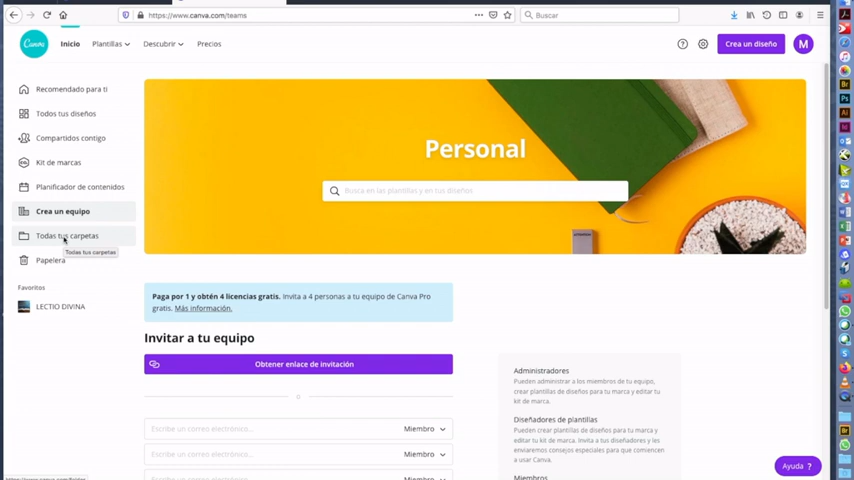 https://www.canva.com/teams
Buscar
Canva
Inicio
Plantillas
Descubrir
Precios
Crea un diseño
M
Recomendado para ti
Todos tus diseños
Compartidos contigo
Kit de marcas
Planificador de contenidos
Crea un equipo
Todas tus carpetas
Todas tus carpetas
Papelera
Favoritos
LECTIO DIVINA
Personal
Busca en las plantillas y en tus diseños
Paga por 1 y obtén 4 licencias gratis. Invita a 4 personas a tu equipo de Canva Pro
gratis. Más información.
Invitar a tu equipo
Obtener enlace de invitación
o
Escribe un correo electrónico...
Miembro
Escribe un correo electrónico...
Miembro
Escribe un correo electrónico...
Miembro
Administradores
Pueden administrar a los miembros de tu equipo,
crear plantillas de diseños para tu marca y editar tu
kit de marca.
Diseñadores de plantillas
Pueden crear plantillas de diseños para tu marca y
editar tu kit de marca. Invita a tus diseñadores y les
enviaremos consejos especiales para que comiencen
a usar Canva.
Miembros
Ayuda ?